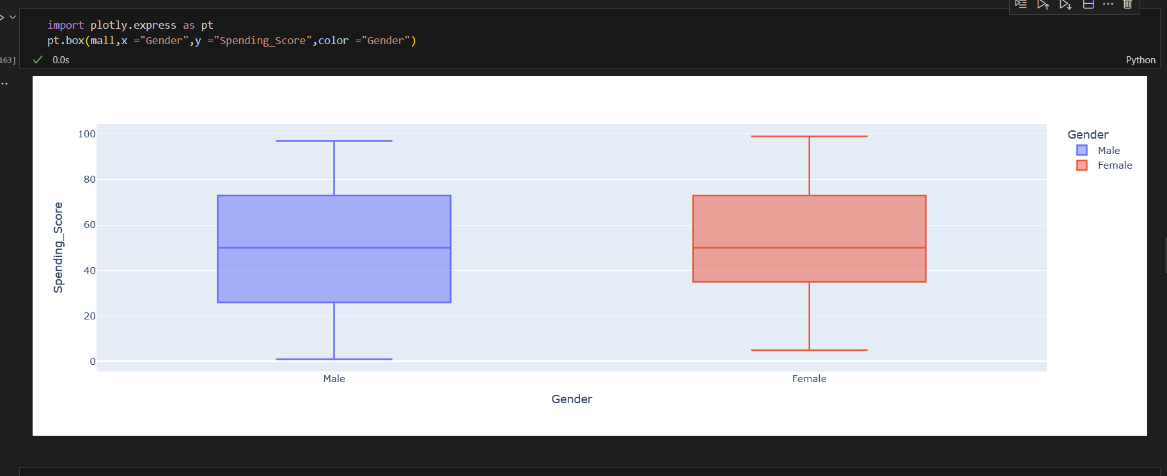 import plotly.express as pt
pt.box(mall,x ="Gender",y ="Spending_Score",color ="Gender")
163]
0.0s
Python
Gender
Male
Female
100
80
60
40
20
0
Spending_Score
Male
Female
Gender